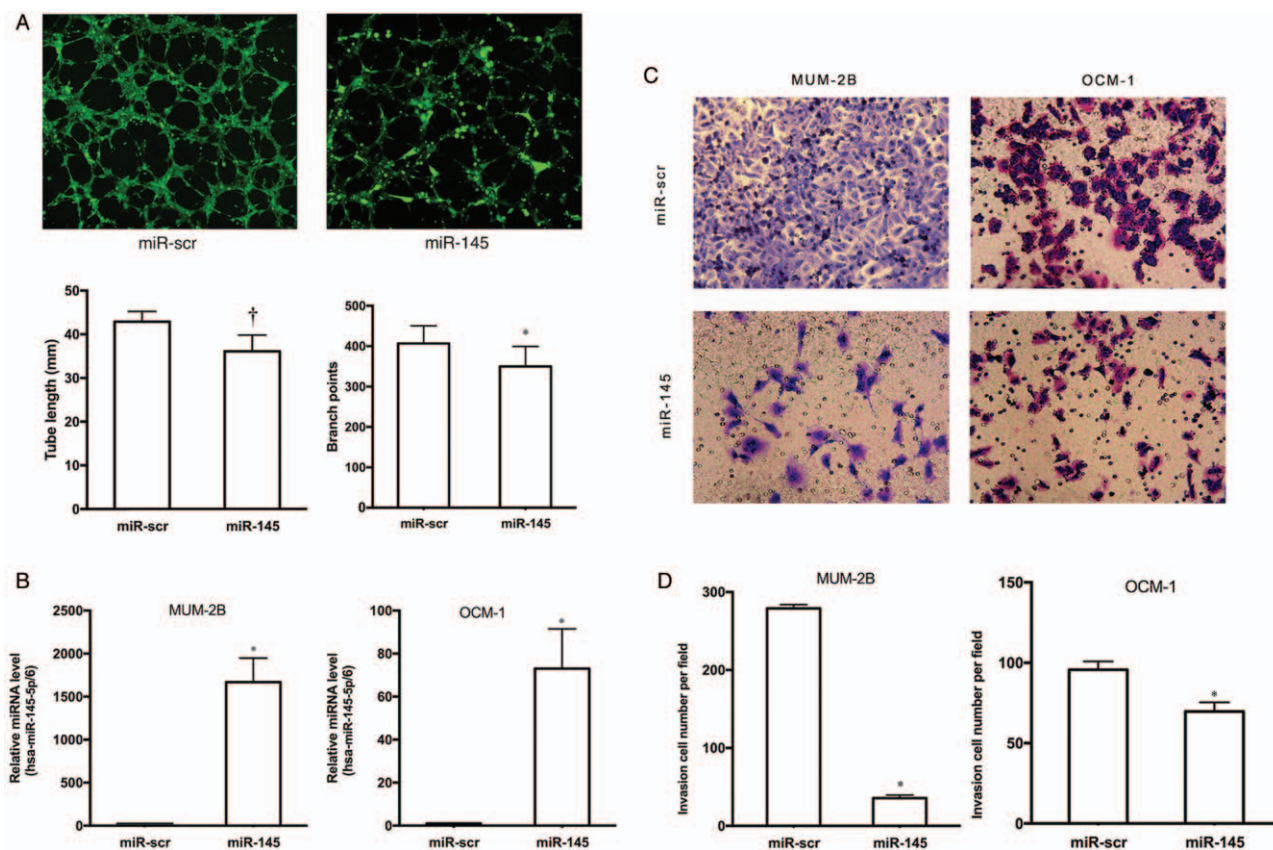 A
miR-scr
miR-145
Tube length (mm)
50
40
30
20
10
0
†
miR-scr
miR-145
Branch points
500
400
300
200
100
0
*
miR-scr
miR-145
B
MUM-2B
Relative miRNA level
(hsa-miR-145-5p/6)
2500
2000
1500
1000
500
0
*
miR-scr
miR-145
OCM-1
Relative miRNA level
(hsa-miR-145-5p/6)
100
80
60
40
20
0
*
miR-scr
miR-145
C
MUM-2B
OCM-1
miR-scr
miR-145
D
MUM-2B
Invasion cell number per field
300
200
100
0
*
miR-scr
miR-145
OCM-1
Invasion cell number per field
150
100
50
0
*
miR-scr
miR-145